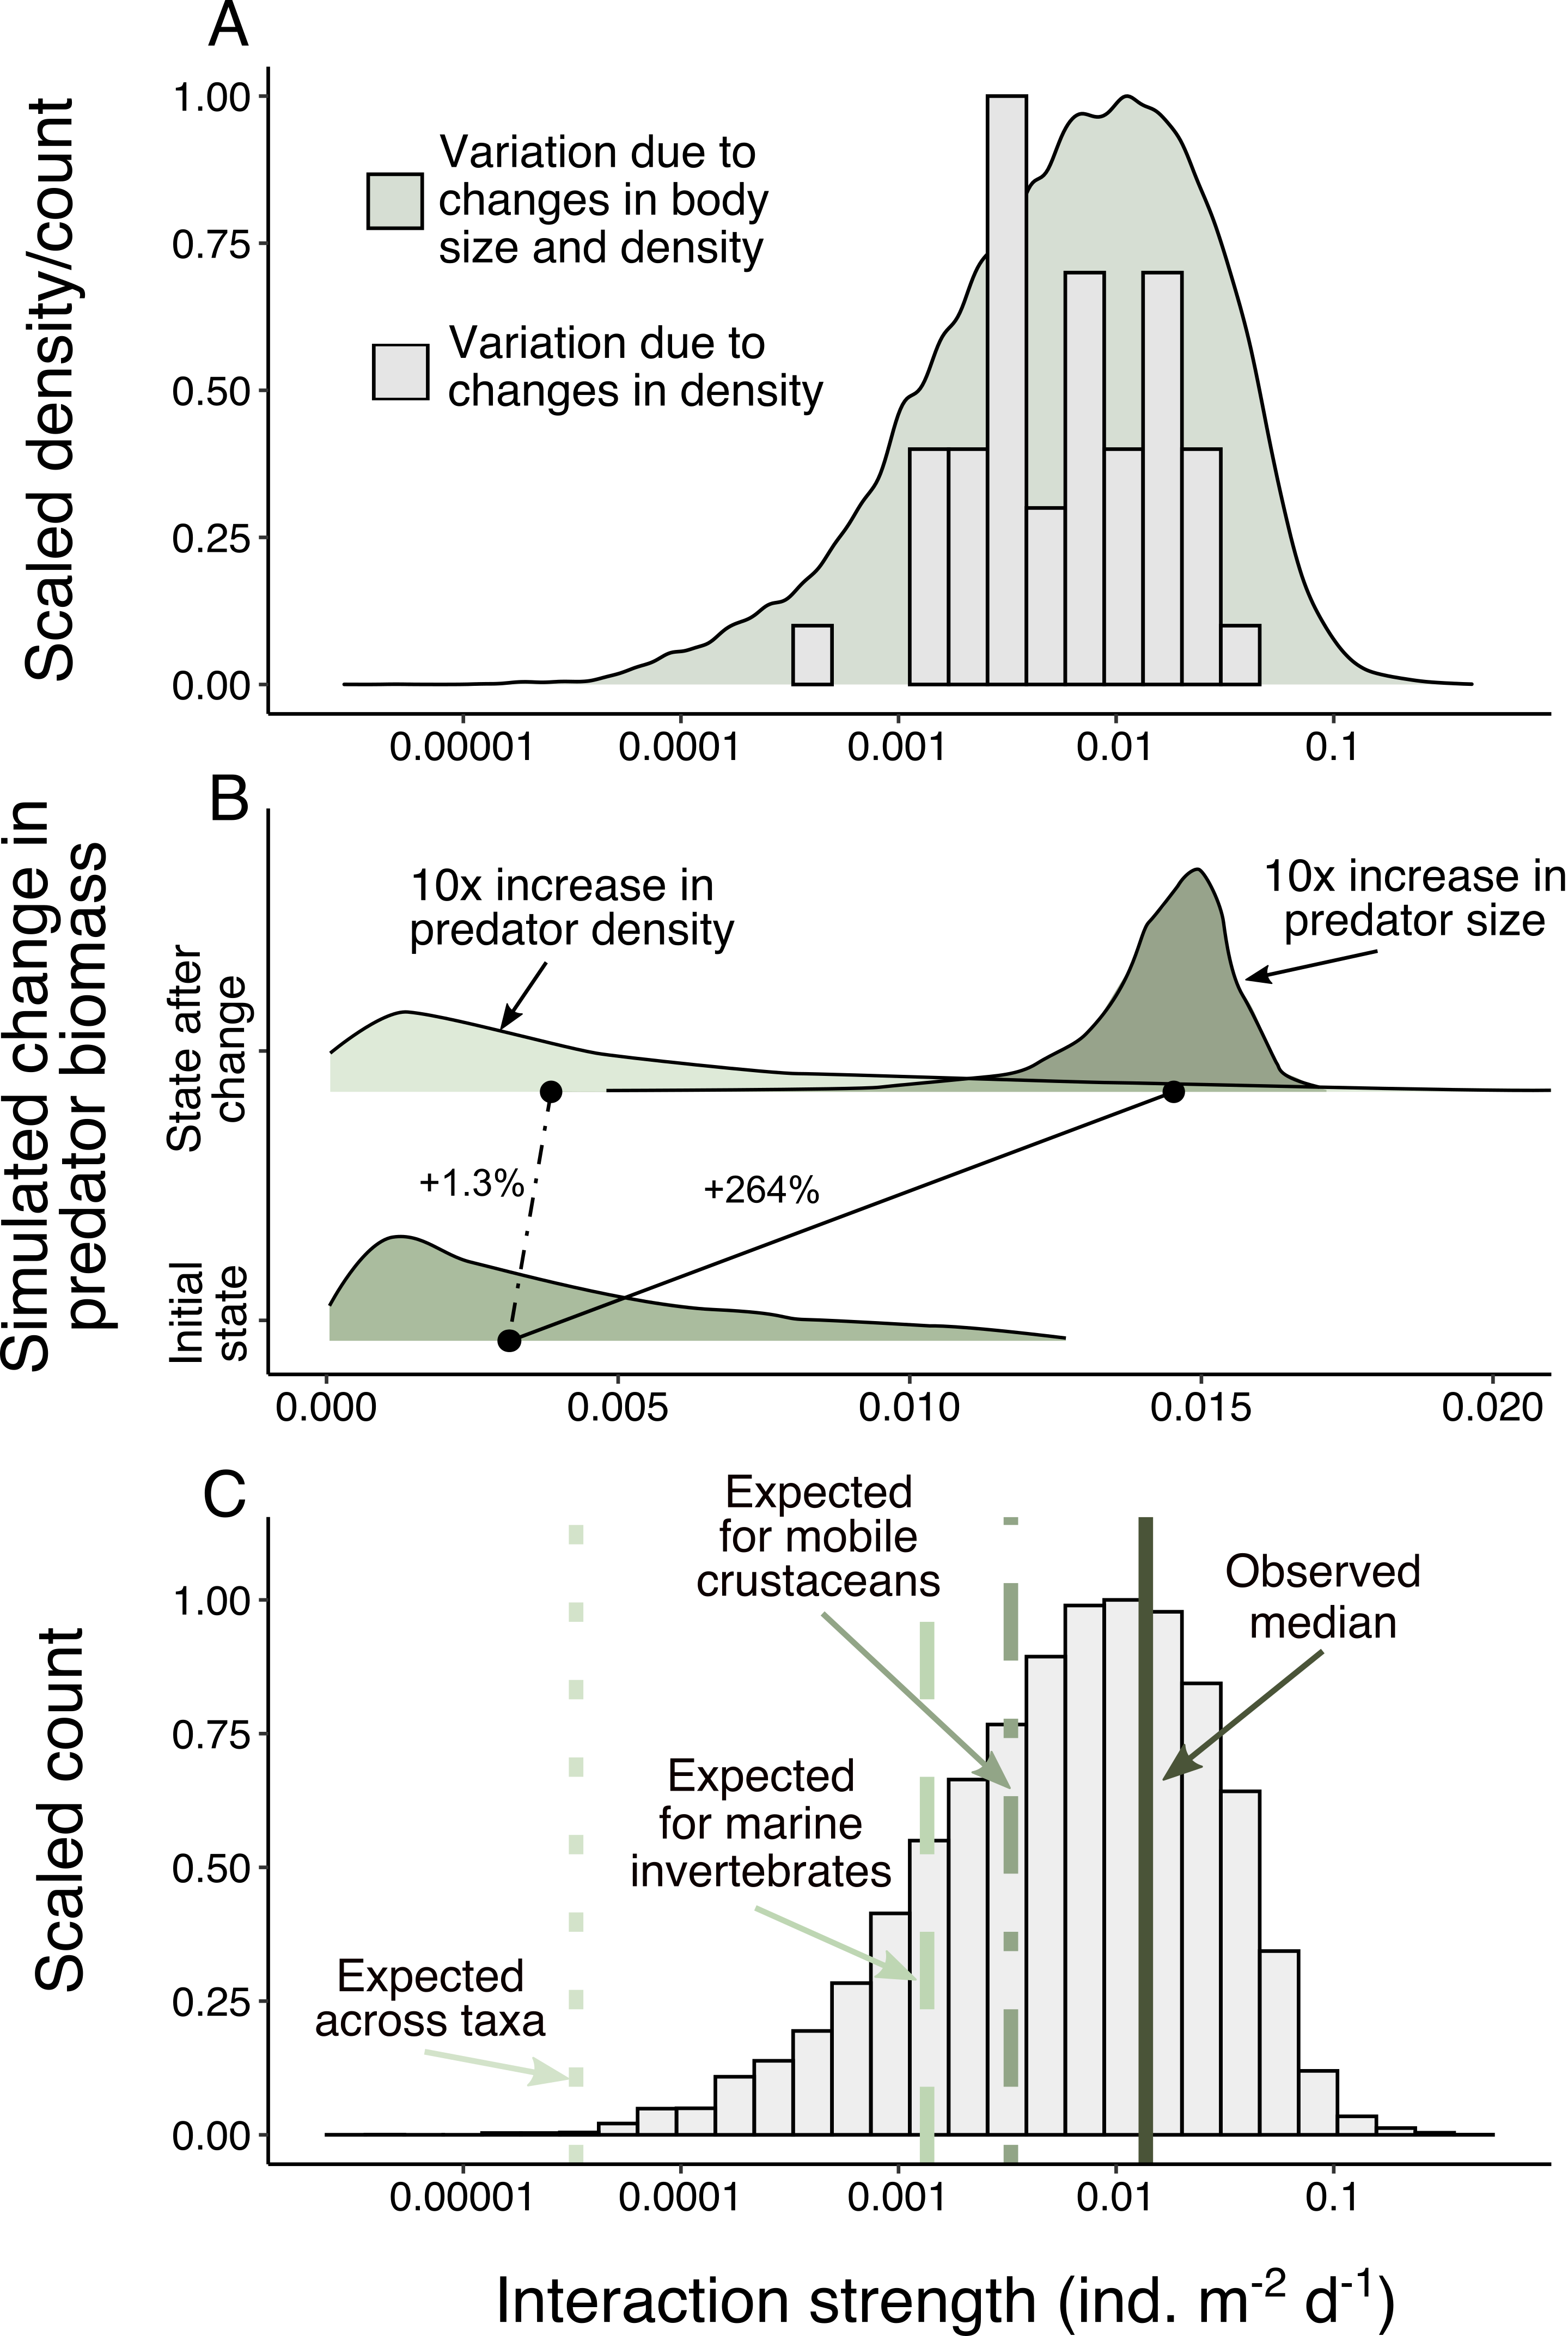 A
Scaled density/count
1.00
0.75
0.50
0.25
0.00
Variation due to
changes in body
size and density
Variation due to
changes in density
0.00001
0.0001
0.001
0.01
0.1
B
Simulated change in
predator biomass
State after
change
Initial
state
10x increase in
predator density
10x increase in
predator size
+1.3%
+264%
0.000
0.005
0.010
0.015
0.020
C
Scaled count
1.00
0.75
0.50
0.25
0.00
Expected
for mobile
crustaceans
Observed
median
Expected
for marine
invertebrates
Expected
across taxa
0.00001
0.0001
0.001
0.01
0.1
Interaction strength (ind. m⁻² d⁻¹)